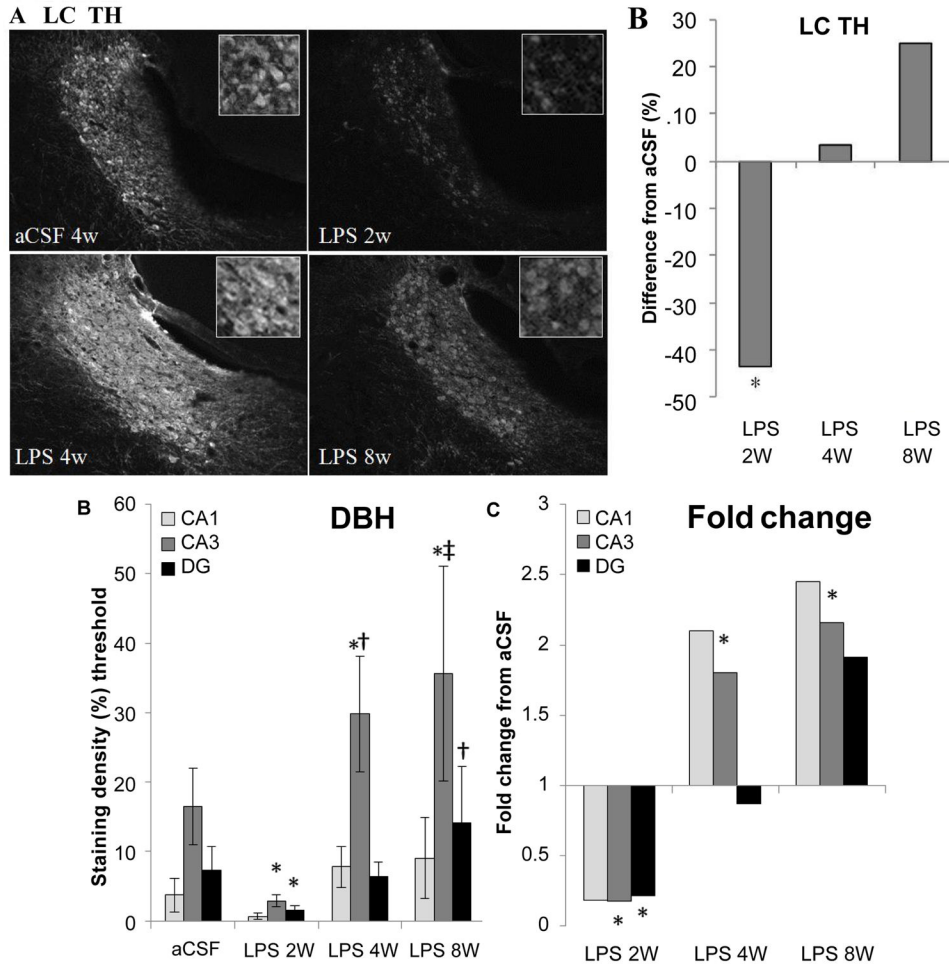 A LC TH
aCSF 4w
LPS 2w
LPS 4w
LPS 8w
B
LC TH
Difference from aCSF (%)
30
20
.10
0
-10
-20
-30
-40
-50
*
LPS 2W
LPS 4W
LPS 8W
B
DBH
CA1
CA3
DG
Staining density (%) threshold
60
50
40
30
20
10
0
* *
*†
*‡
†
aCSF LPS 2W LPS 4W LPS 8W
C
Fold change
CA1
CA3
DG
Fold change from aCSF
3
2.5
2
1.5
1
0.5
0
* *
*
*
LPS 2W LPS 4W LPS 8W